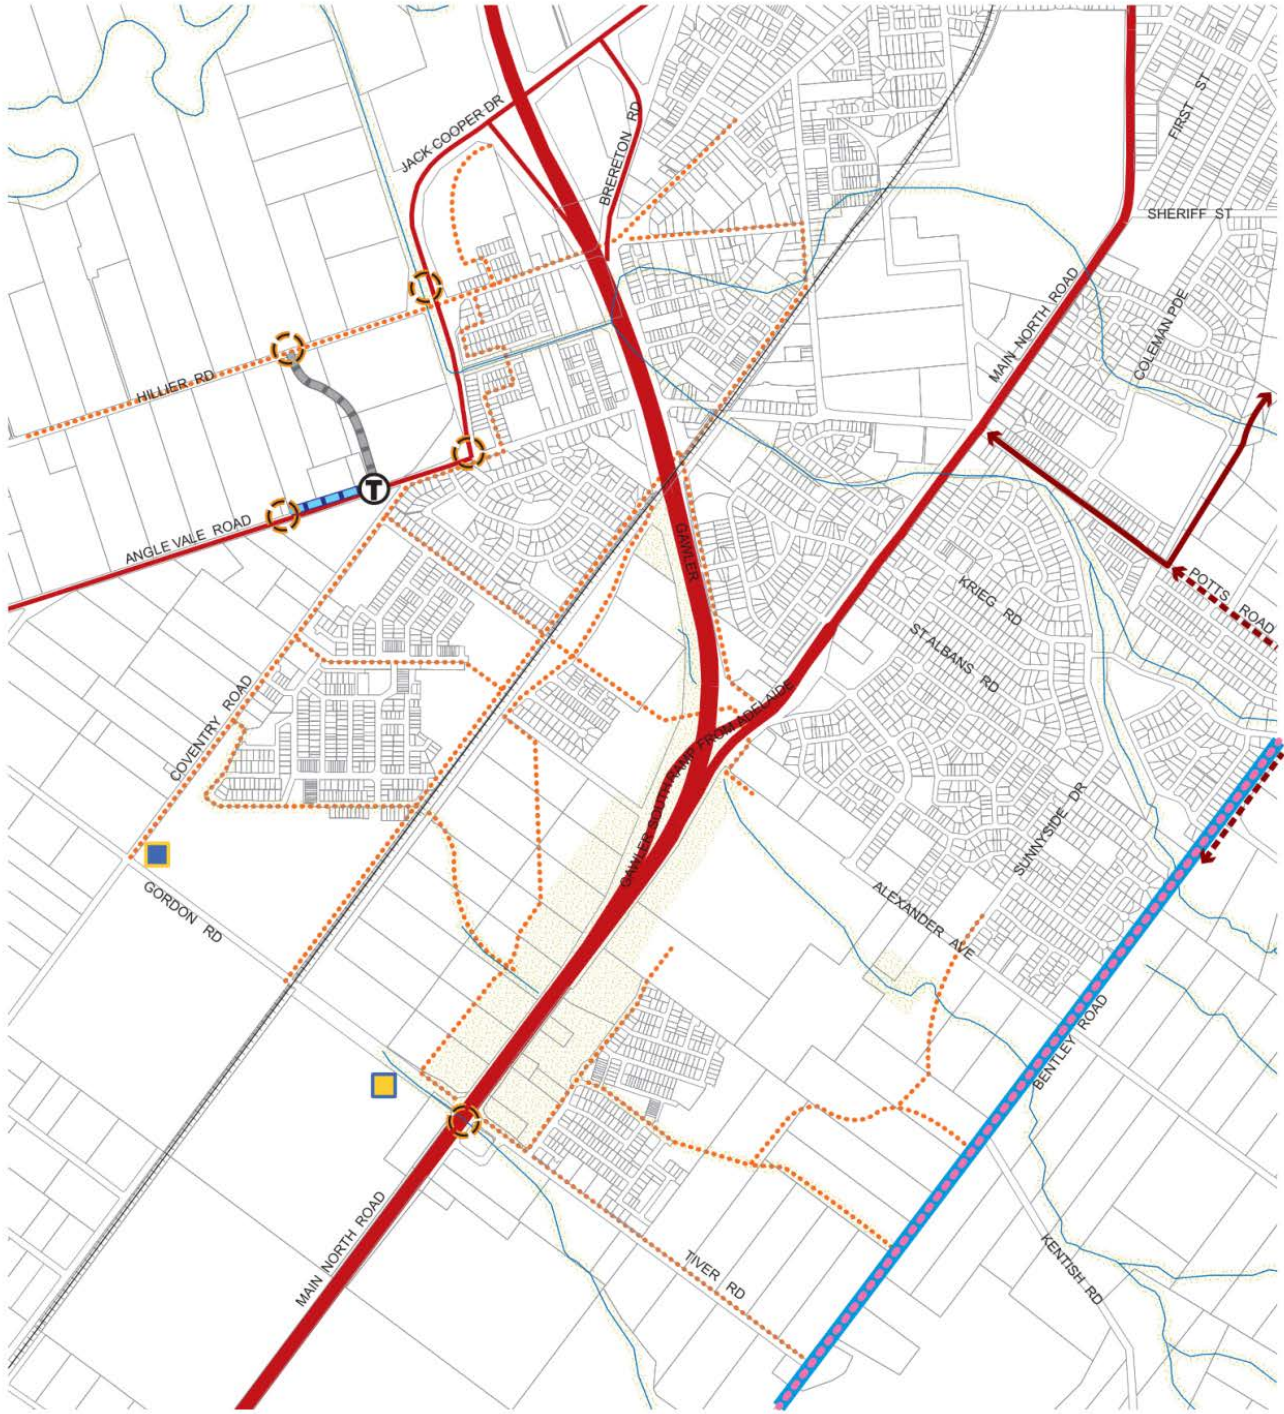 JACK COOPER DR
BRERETON RD
FIRST ST
SHERIFF ST
MAIN NORTH ROAD
COLEMAN PDE
HILLIER RD
T
ANGLE VALE ROAD
GAWLER
POTTS ROAD
KRIEG RD
ST ALBANS RD
COVENTRY ROAD
GAWLER SOUTH RAMP FROM ADELAIDE
SUNNYSIDE DR
GORDON RD
ALEXANDER AVE
BENTLEY ROAD
MAIN NORTH ROAD
TIVER RD
KENTISH RD